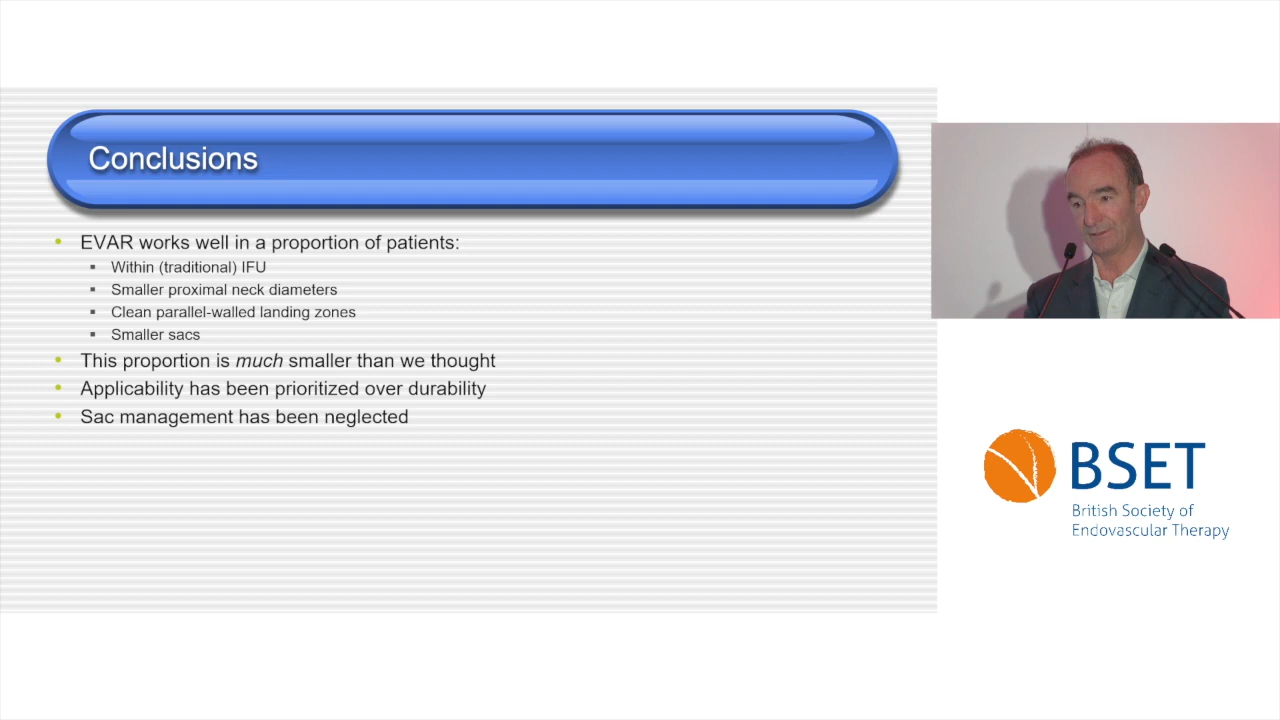 Conclusions
• EVAR works well in a proportion of patients:
▪ Within (traditional) IFU
▪ Smaller proximal neck diameters
▪ Clean parallel-walled landing zones
▪ Smaller sacs
• This proportion is much smaller than we thought
• Applicability has been prioritized over durability
• Sac management has been neglected
BSET
British Society of
Endovascular Therapy